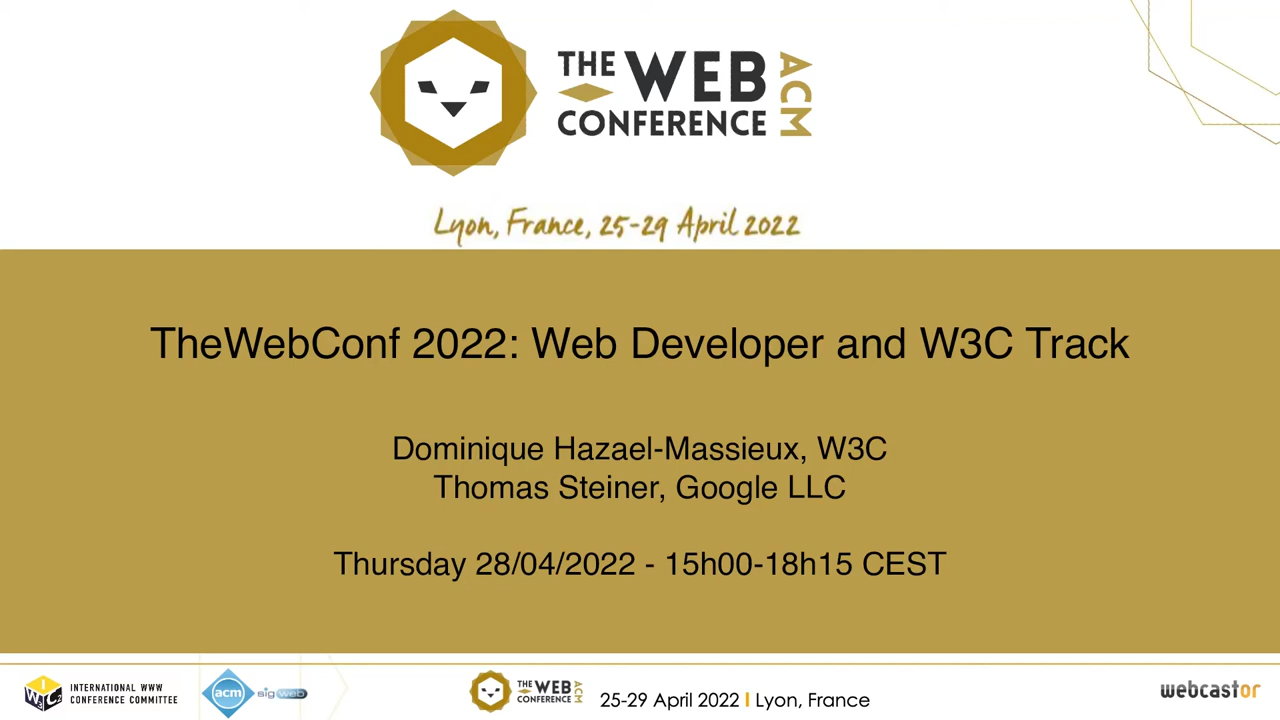 THE WEB ACM
CONFERENCE
Lyon, France, 25-29 April 2022
TheWebConf 2022: Web Developer and W3C Track
Dominique Hazael-Massieux, W3C
Thomas Steiner, Google LLC
Thursday 28/04/2022 - 15h00-18h15 CEST
IW3C2 INTERNATIONAL WWW
CONFERENCE COMMITTEE
acm sigweb
THE WEB ACM
CONFERENCE
25-29 April 2022 I Lyon, France
webcastor